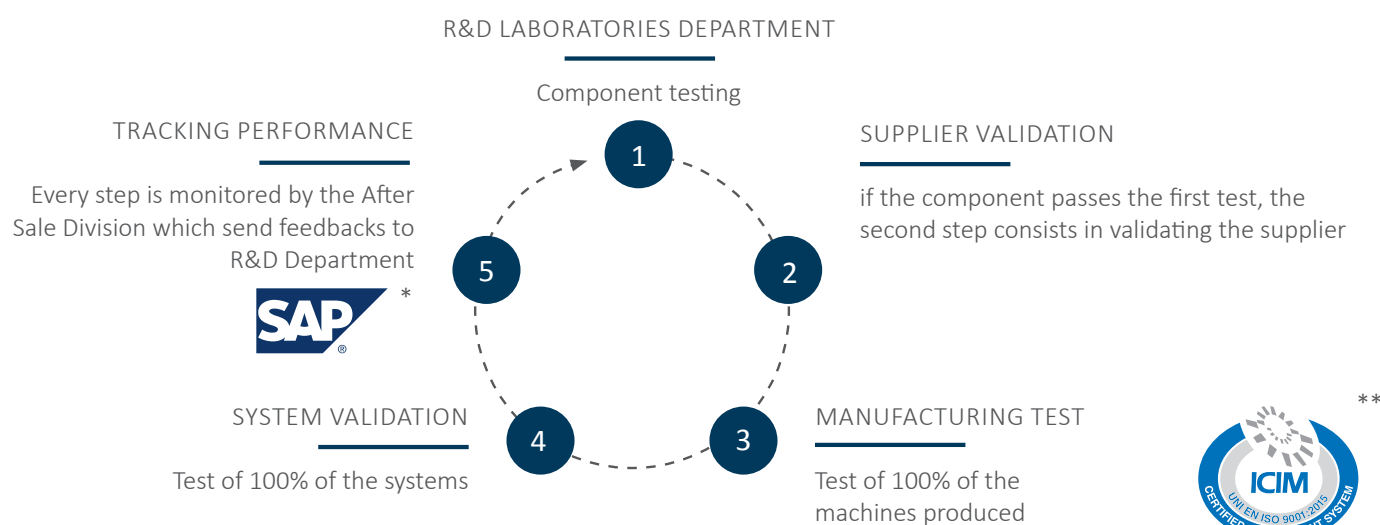 R&D LABORATORIES DEPARTMENT
Component testing
1
SUPPLIER VALIDATION
if the component passes the first test, the
second step consists in validating the supplier
2
MANUFACTURING TEST
Test of 100% of the
machines produced
3
SYSTEM VALIDATION
Test of 100% of the systems
4
TRACKING PERFORMANCE
Every step is monitored by the After
Sale Division which send feedbacks to
R&D Department
5
SAP
®
*
**
ICIM
UNI EN ISO 9001:2015
CERTIFIED
SYSTEM